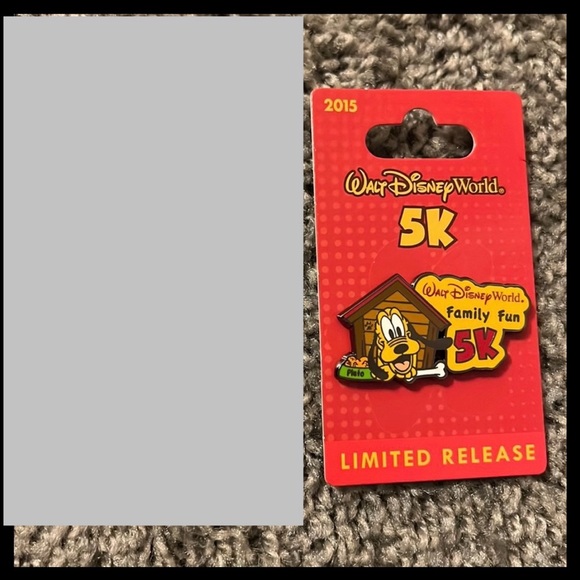 2015
Walt Disney World®
5K
Walt Disney World®
Family Fun
5K
Pluto
LIMITED RELEASE